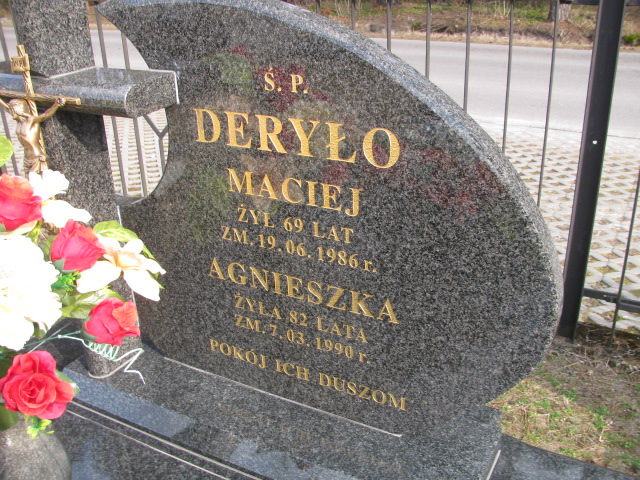 Ś. P.
DERYŁO
MACIEJ
ŻYŁ 69 LAT
ZM. 19.06.1986 r.
AGNIESZKA
ŻYŁA 82 LATA
ZM. 7.03.1990 r.
POKÓJ ICH DUSZOM